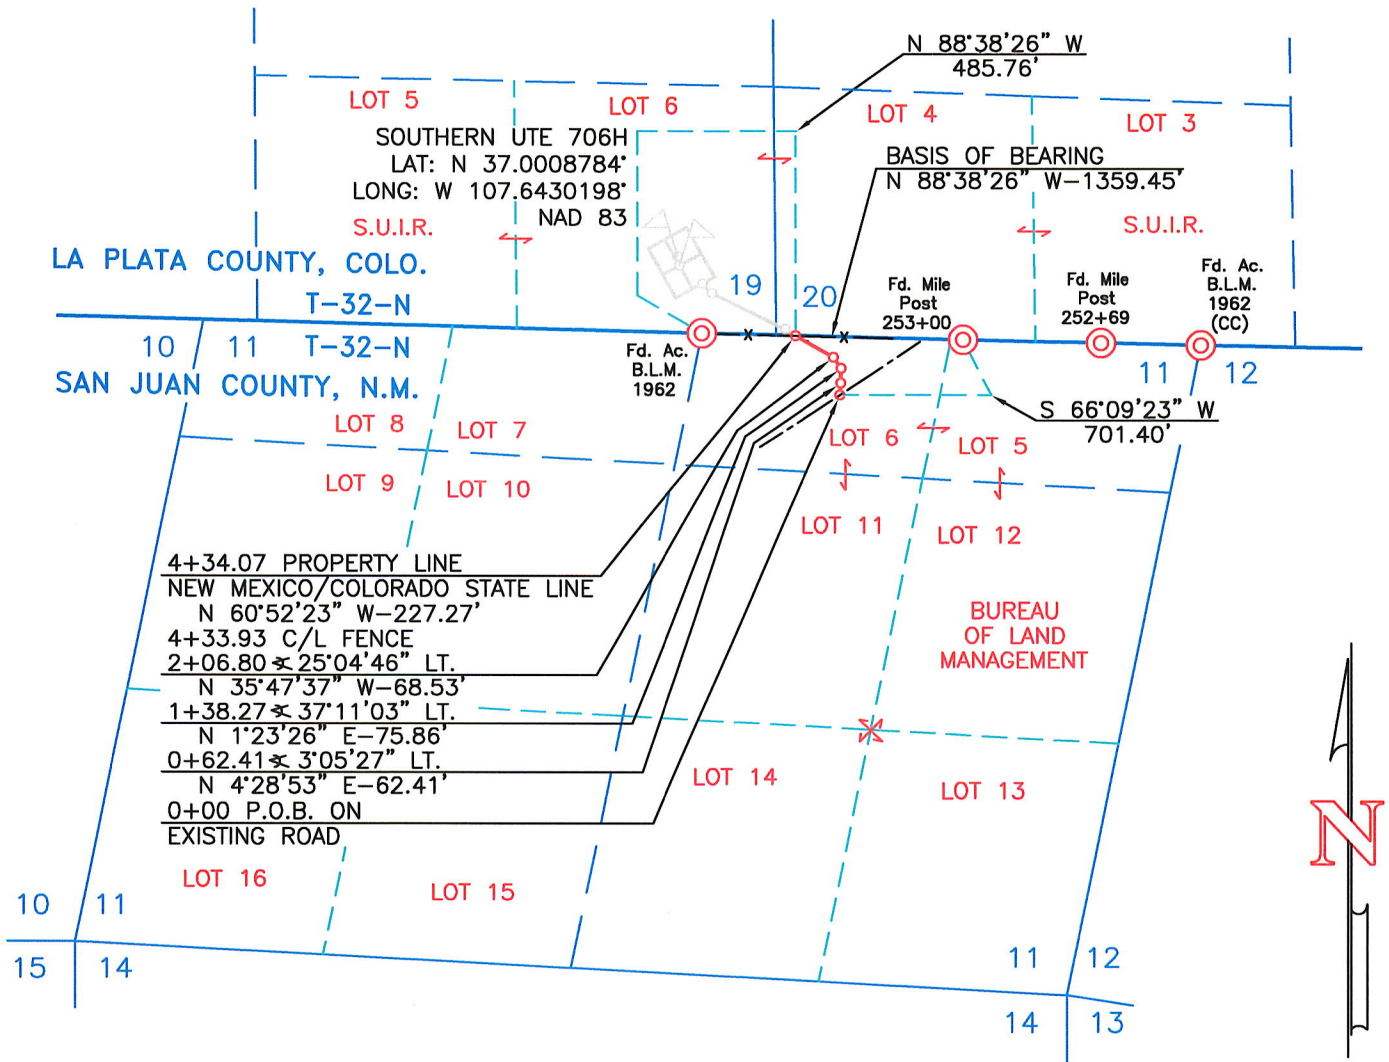 N 88°38'26" W
485.76'
LOT 5
LOT 6
LOT 4
LOT 3
SOUTHERN UTE 706H
LAT: N 37.0008784°
LONG: W 107.6430198°
NAD 83
BASIS OF BEARING
N 88°38'26" W-1359.45'
S.U.I.R.
S.U.I.R.
LA PLATA COUNTY, COLO.
T-32-N
19
20
Fd. Mile
Post
253+00
Fd. Mile
Post
252+69
Fd. Ac.
B.L.M.
1962
(CC)
10
11
T-32-N
SAN JUAN COUNTY, N.M.
Fd. Ac.
B.L.M.
1962
11
12
S 66°09'23" W
701.40'
LOT 8
LOT 7
LOT 6
LOT 5
LOT 9
LOT 10
LOT 11
LOT 12
4+34.07 PROPERTY LINE
NEW MEXICO/COLORADO STATE LINE
N 60°52'23" W-227.27'
4+33.93 C/L FENCE
2+06.80 ∢ 25°04'46" LT.
N 35°47'37" W-68.53'
1+38.27 ∢ 37°11'03" LT.
N 1°23'26" E-75.86'
0+62.41 ∢ 3°05'27" LT.
N 4°28'53" E-62.41'
0+00 P.O.B. ON
EXISTING ROAD
BUREAU
OF LAND
MANAGEMENT
LOT 14
LOT 13
N
LOT 16
LOT 15
10
11
15
14
11
12
14
13